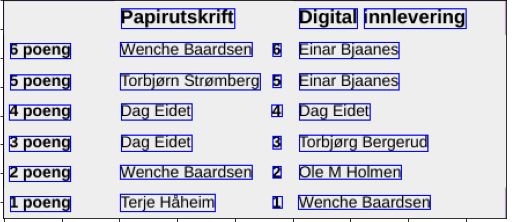 Papirutskrift Digital innlevering
6 poeng Wenche Baardsen 6 Einar Bjaanes
5 poeng Torbjørn Strømberg 5 Einar Bjaanes
4 poeng Dag Eidet 4 Dag Eidet
3 poeng Dag Eidet 3 Torbjørg Bergerud
2 poeng Wenche Baardsen 2 Ole M Holmen
1 poeng Terje Håheim 1 Wenche Baardsen